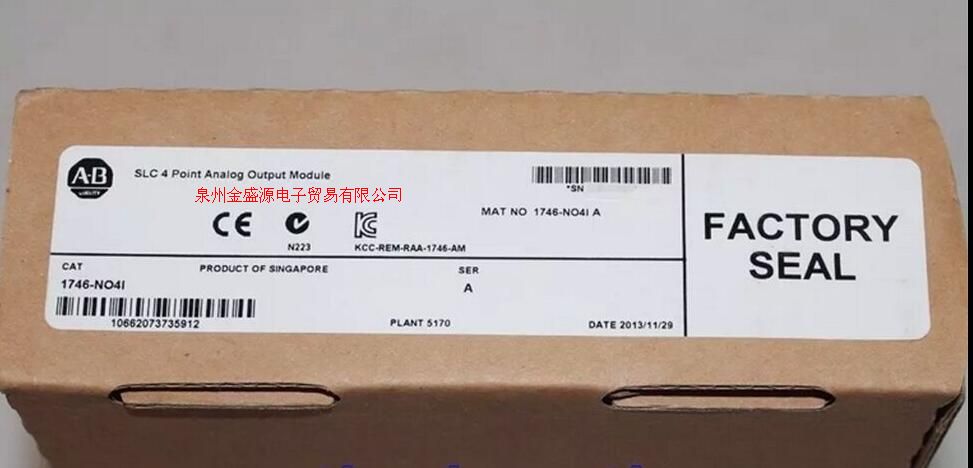 A-B
QUALITY
SLC 4 Point Analog Output Module
泉州金盛源电子贸易有限公司
*SN
MAT NO 1746-NO4I A
N223
KCC-REM-RAA-1746-AM
FACTORY
SEAL
CAT
PRODUCT OF SINGAPORE
SER
1746-NO4I
A
10662073735912
PLANT 5170
DATE 2013/11/29